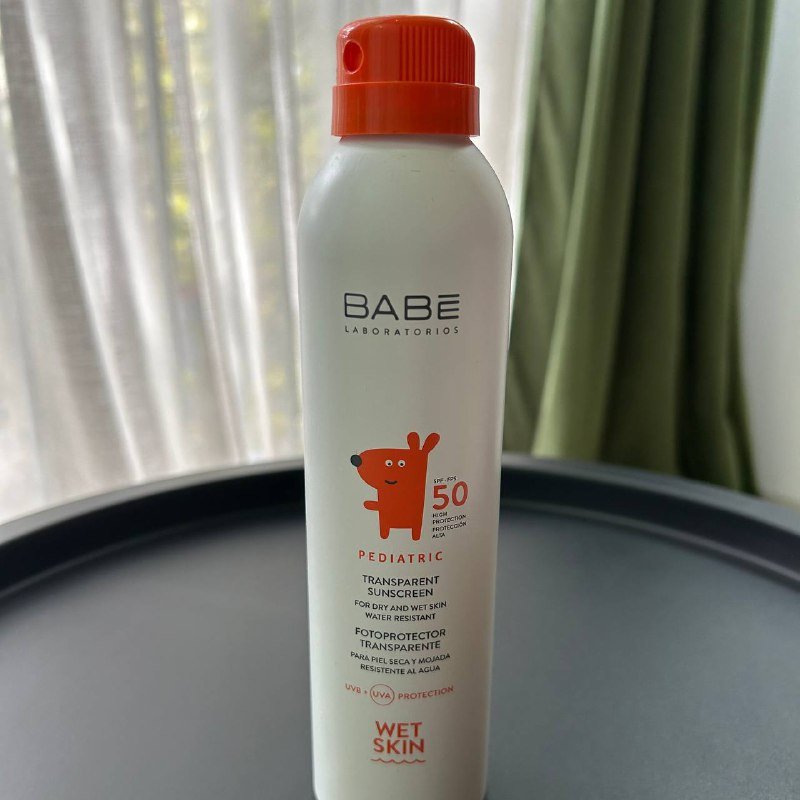 BABĒ
LABORATORIOS
SPF - FPS
50
HIGH
PROTECTION
PROTECCIÓN
ALTA
PEDIATRIC
TRANSPARENT
SUNSCREEN
FOR DRY AND WET SKIN
WATER RESISTANT
FOTOPROTECTOR
TRANSPARENTE
PARA PIEL SECA Y MOJADA
RESISTENTE AL AGUA
UVB + UVA PROTECTION
WET
SKIN